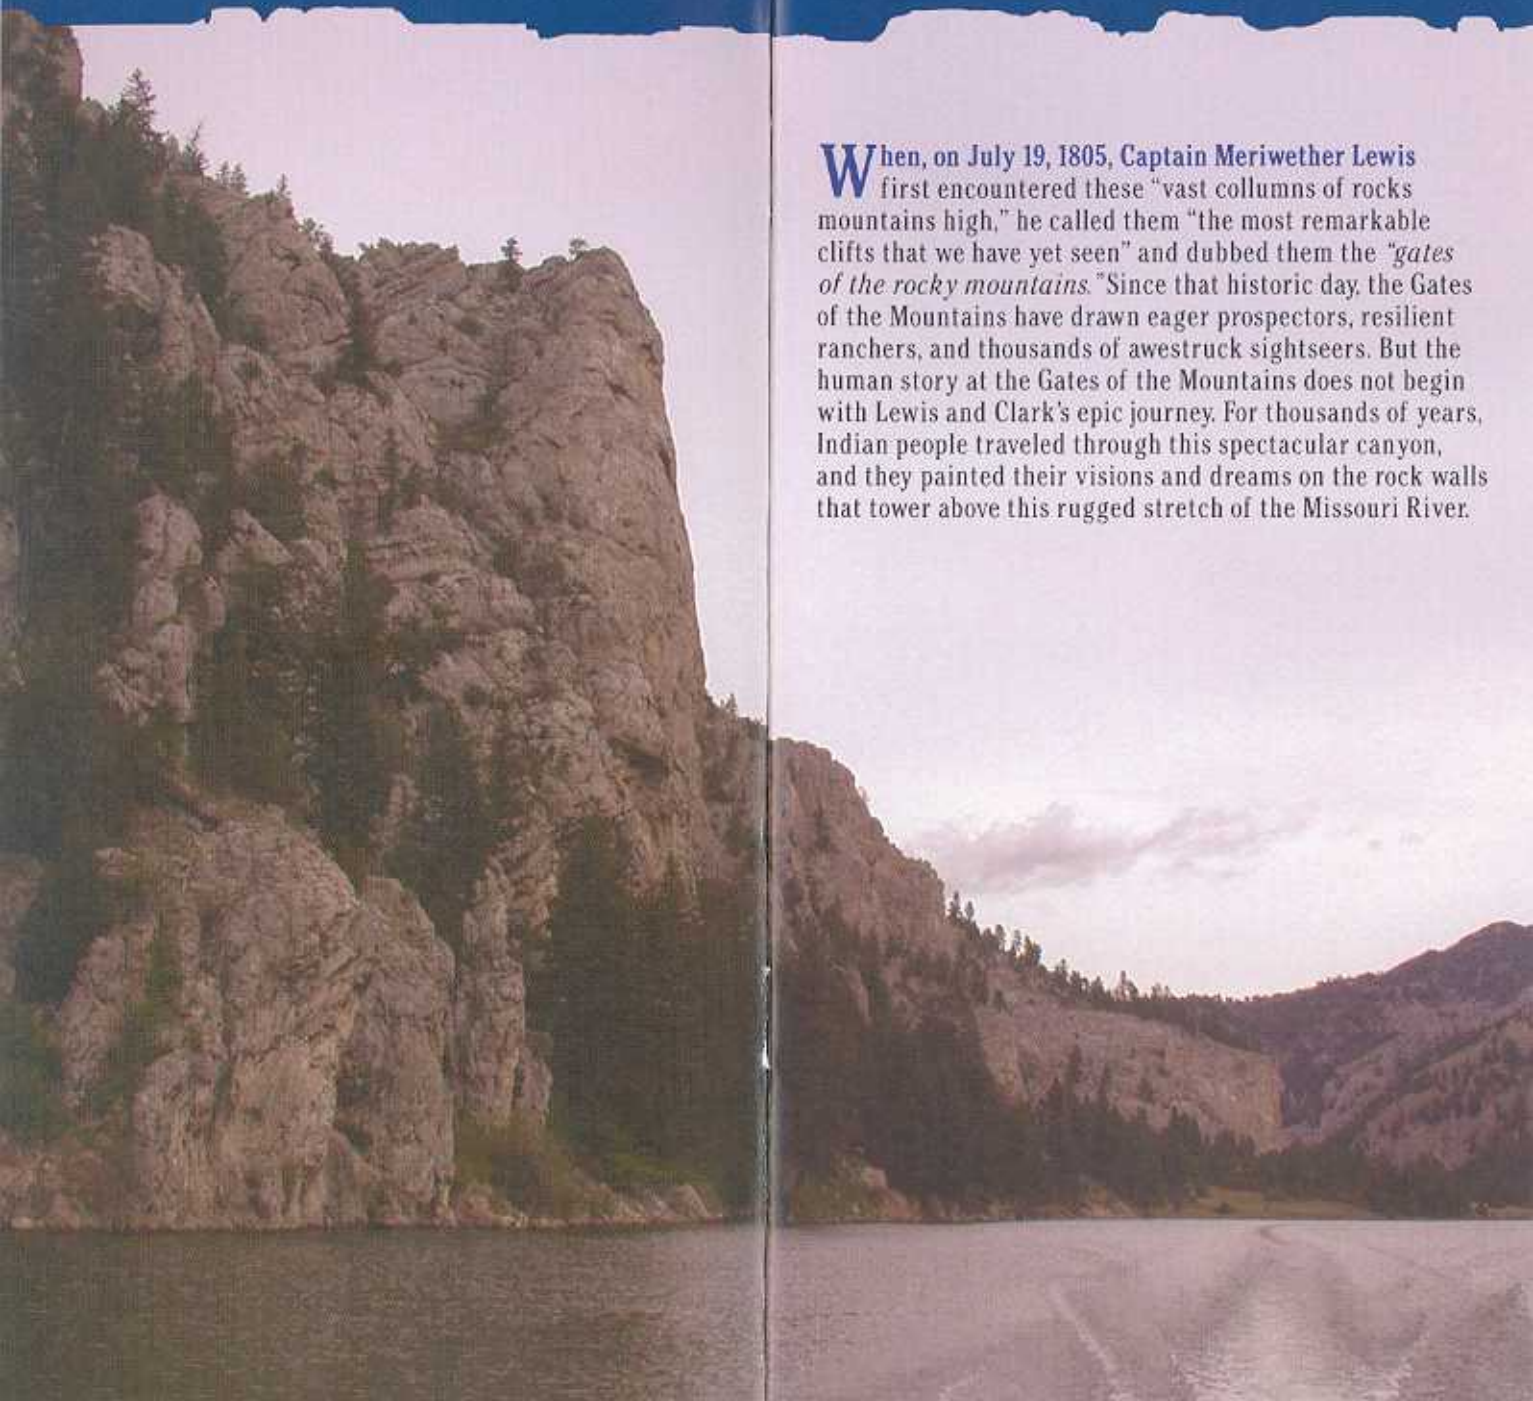 When, on July 19, 1805, Captain Meriwether Lewis
first encountered these “vast collumns of rocks
mountains high,” he called them “the most remarkable
clifts that we have yet seen” and dubbed them the “gates
of the rocky mountains.” Since that historic day, the Gates
of the Mountains have drawn eager prospectors, resilient
ranchers, and thousands of awestruck sightseers. But the
human story at the Gates of the Mountains does not begin
with Lewis and Clark’s epic journey. For thousands of years,
Indian people traveled through this spectacular canyon,
and they painted their visions and dreams on the rock walls
that tower above this rugged stretch of the Missouri River.